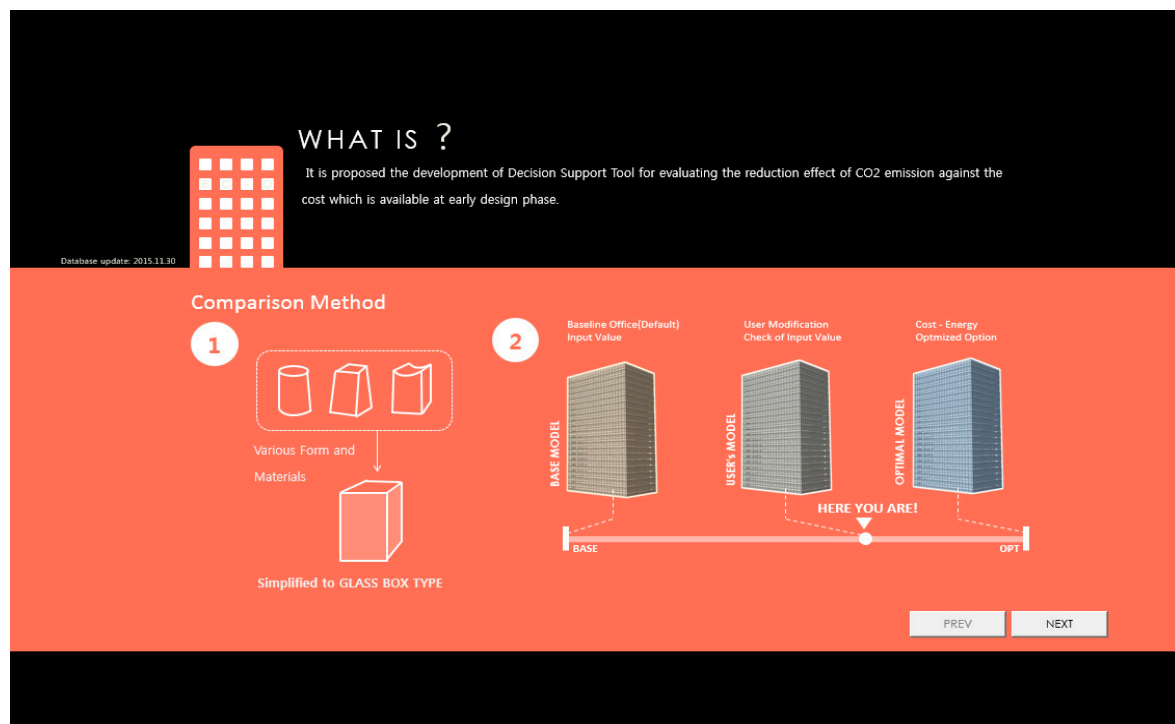 WHAT IS ?
It is proposed the development of Decision Support Tool for evaluating the reduction effect of CO2 emission against the
cost which is available at early design phase.
Database update: 2015.11.30
Comparison Method
1
Various Form and
Materials
Simplified to GLASS BOX TYPE
2
Baseline Office(Default)
Input Value
BASE MODEL
User Modification
Check of Input Value
USER's MODEL
Cost - Energy
Optmized Option
OPTIMAL MODEL
HERE YOU ARE!
BASE
OPT
PREV
NEXT